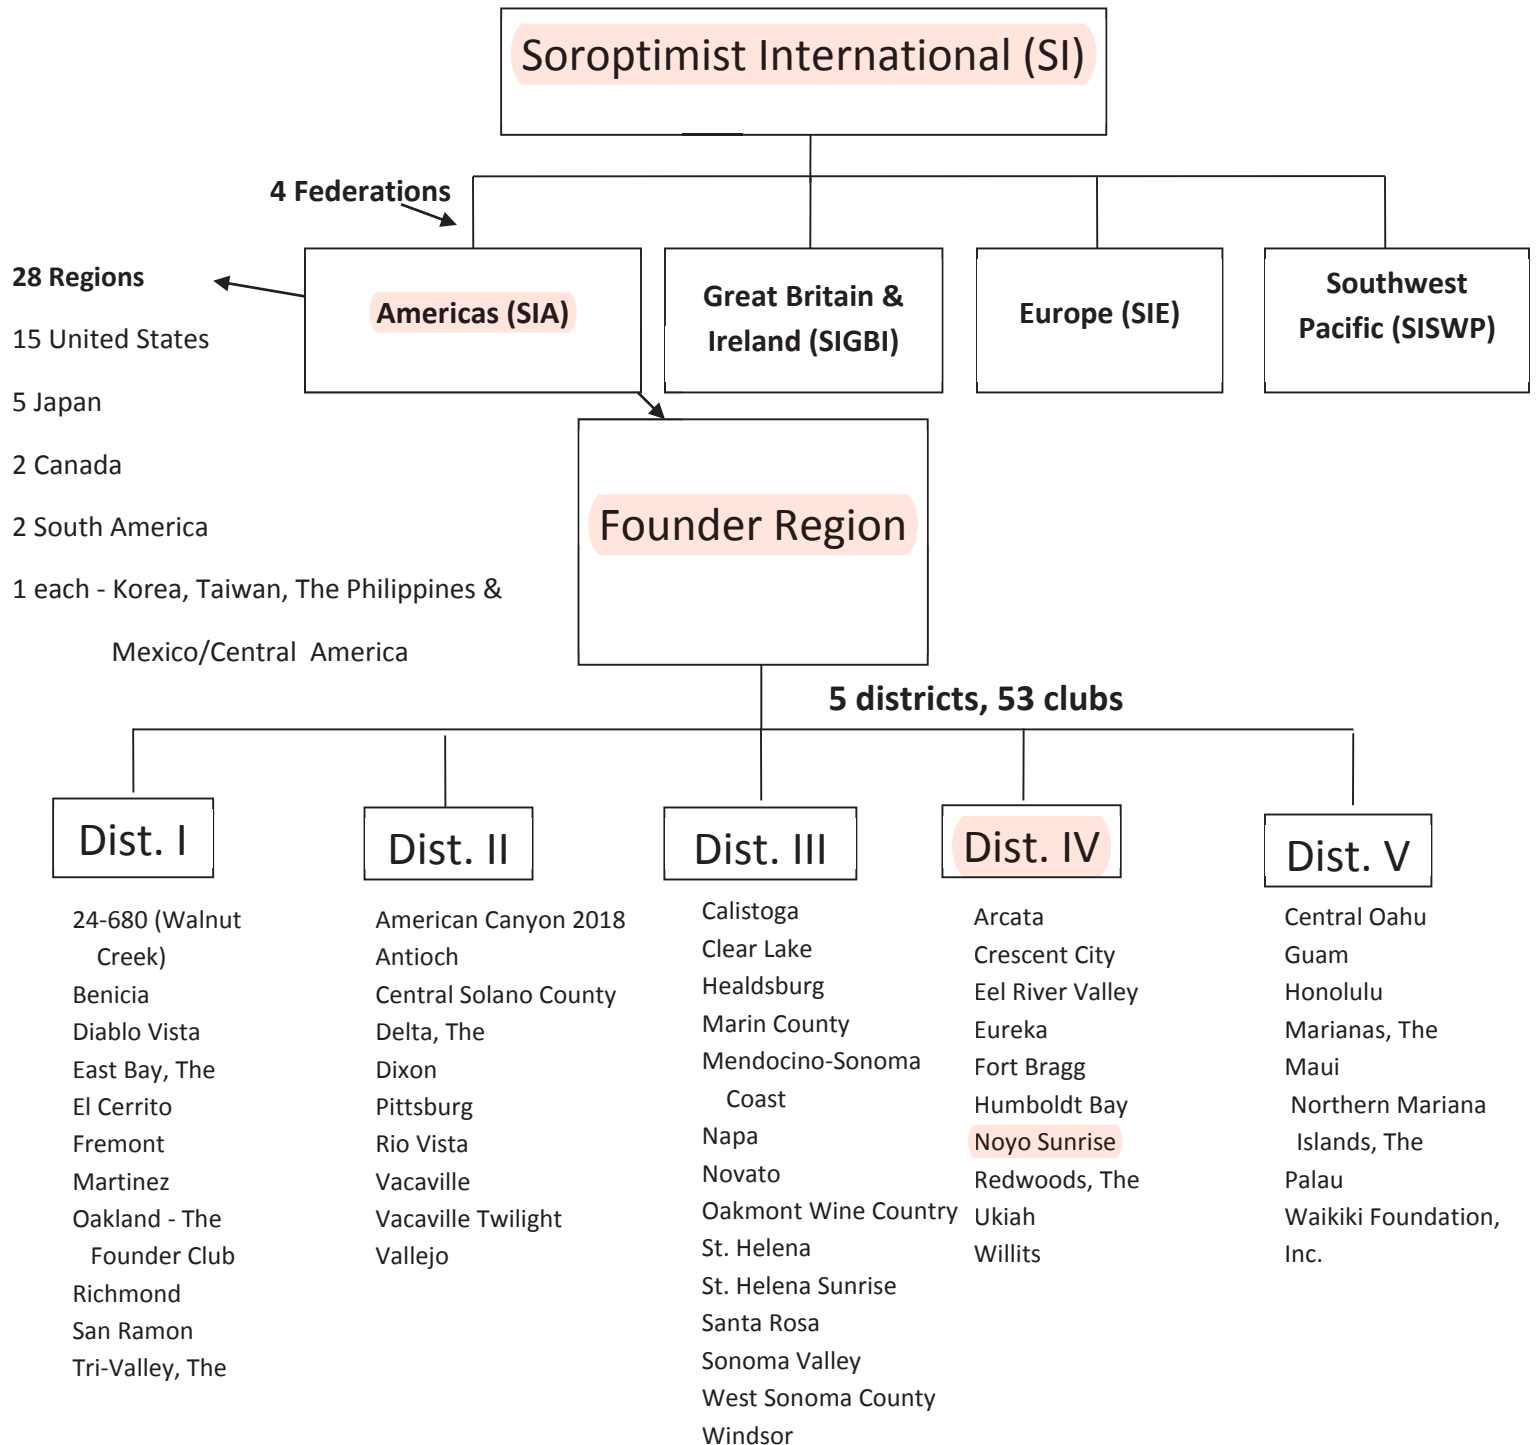 Soroptimist International (SI)
4 Federations
28 Regions
15 United States
5 Japan
2 Canada
2 South America
1 each - Korea, Taiwan, The Philippines &
Mexico/Central America
Americas (SIA)
Great Britain &
Ireland (SIGBI)
Europe (SIE)
Southwest
Pacific (SISWP)
Founder Region
5 districts, 53 clubs
Dist. I
24-680 (Walnut
Creek)
Benicia
Diablo Vista
East Bay, The
El Cerrito
Fremont
Martinez
Oakland - The
Founder Club
Richmond
San Ramon
Tri-Valley, The
Dist. II
American Canyon 2018
Antioch
Central Solano County
Delta, The
Dixon
Pittsburg
Rio Vista
Vacaville
Vacaville Twilight
Vallejo
Dist. III
Calistoga
Clear Lake
Healdsburg
Marin County
Mendocino-Sonoma
Coast
Napa
Novato
Oakmont Wine Country
St. Helena
St. Helena Sunrise
Santa Rosa
Sonoma Valley
West Sonoma County
Windsor
Dist. IV
Arcata
Crescent City
Eel River Valley
Eureka
Fort Bragg
Humboldt Bay
Noyo Sunrise
Redwoods, The
Ukiah
Willits
Dist. V
Central Oahu
Guam
Honolulu
Marianas, The
Maui
Northern Mariana
Islands, The
Palau
Waikiki Foundation,
Inc.